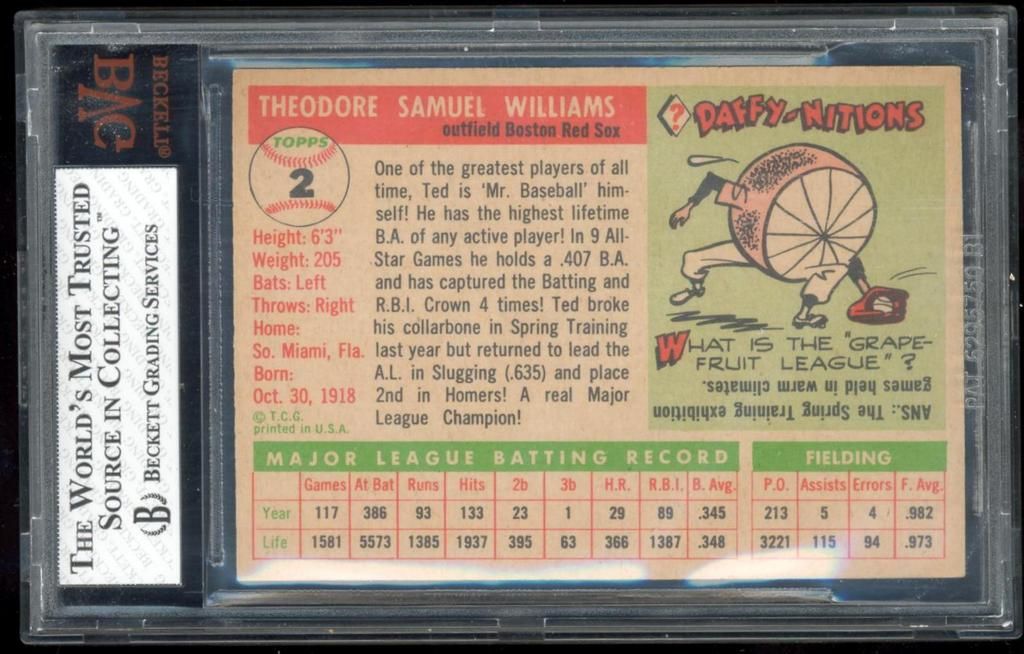 BECKETT®
BVG
THE WORLD'S MOST TRUSTED
SOURCE IN COLLECTING™
B BECKETT GRADING SERVICES
THEODORE SAMUEL WILLIAMS
outfield Boston Red Sox
TOPPS
2
Height: 6'3"
Weight: 205
Bats: Left
Throws: Right
Home:
So. Miami, Fla.
Born:
Oct. 30, 1918
© T.C.G.
printed in U.S.A.
One of the greatest players of all
time, Ted is 'Mr. Baseball' him-
self! He has the highest lifetime
B.A. of any active player! In 9 All-
Star Games he holds a .407 B.A.
and has captured the Batting and
R.B.I. Crown 4 times! Ted broke
his collarbone in Spring Training
last year but returned to lead the
A.L. in Slugging (.635) and place
2nd in Homers! A real Major
League Champion!
? DAFFY-NITIONS
WHAT IS THE "GRAPE-
FRUIT LEAGUE"?
ANS.: The Spring Training exhibition
games held in warm climates.
MAJOR LEAGUE BATTING RECORD
Games At Bat Runs Hits 2b 3b H.R. R.B.I. B. Avg.
Year 117 386 93 133 23 1 29 89 .345
Life 1581 5573 1385 1937 395 63 366 1387 .348
FIELDING
P.O. Assists Errors F. Avg.
213 5 4 .982
3221 115 94 .973